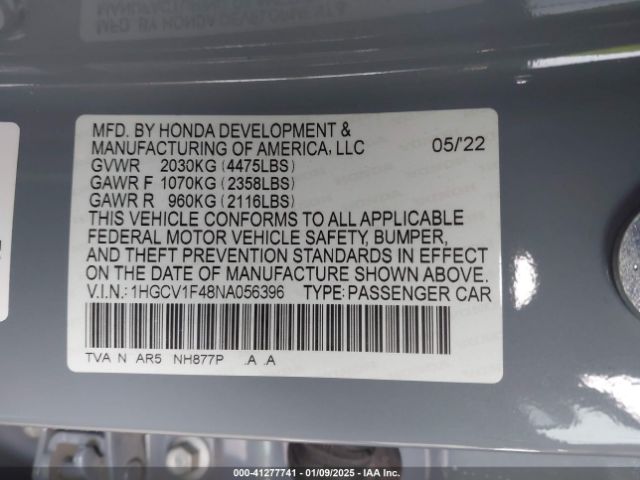 MFD. BY HONDA DEVELOPMENT &
MANUFACTURING OF AMERICA, LLC 05/'22
GVWR 2030KG (4475LBS)
GAWR F 1070KG (2358LBS)
GAWR R 960KG (2116LBS)
THIS VEHICLE CONFORMS TO ALL APPLICABLE
FEDERAL MOTOR VEHICLE SAFETY, BUMPER,
AND THEFT PREVENTION STANDARDS IN EFFECT
ON THE DATE OF MANUFACTURE SHOWN ABOVE.
V.I.N.: 1HGCV1F48NA056396 TYPE: PASSENGER CAR
TVA N AR5 NH877P .A .A
000-41277741 - 01/09/2025 - IAA Inc.